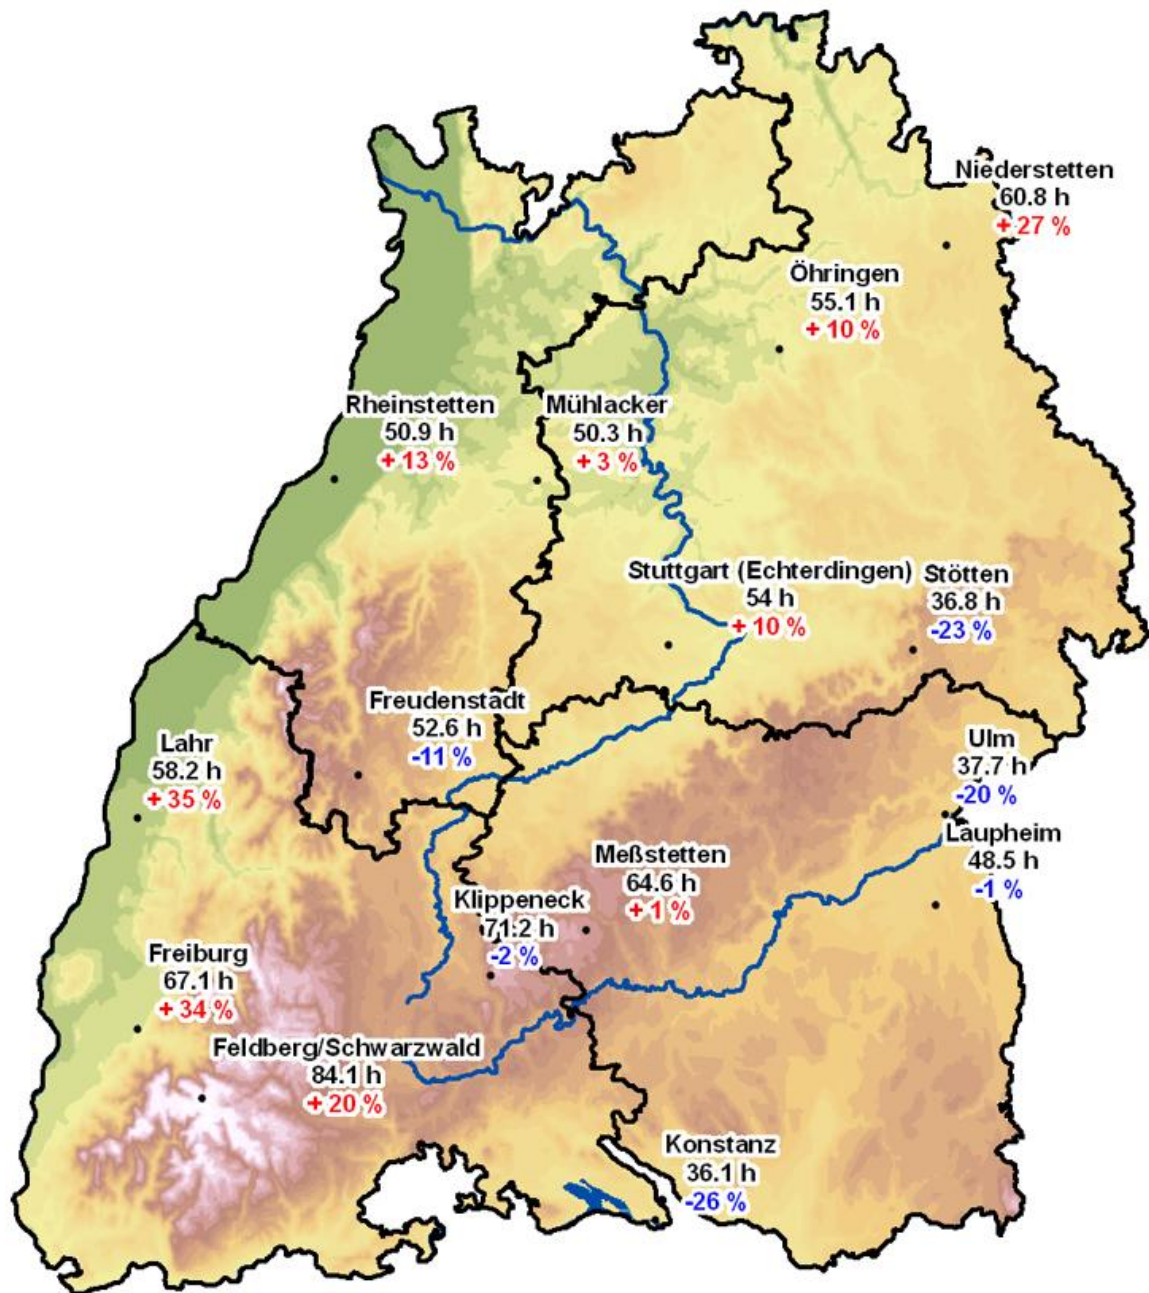 Niederstetten
60.8 h
+ 27 %
Öhringen
55.1 h
+ 10 %
Rheinstetten
50.9 h
+ 13 %
Mühlacker
50.3 h
+ 3 %
Stuttgart (Echterdingen)
54 h
+ 10 %
Stötten
36.8 h
-23 %
Freudenstadt
52.6 h
-11 %
Lahr
58.2 h
+ 35 %
Ulm
37.7 h
-20 %
Laupheim
48.5 h
-1 %
Meßstetten
64.6 h
+ 1 %
Klippeneck
71.2 h
-2 %
Freiburg
67.1 h
+ 34 %
Feldberg/Schwarzwald
84.1 h
+ 20 %
Konstanz
36.1 h
-26 %